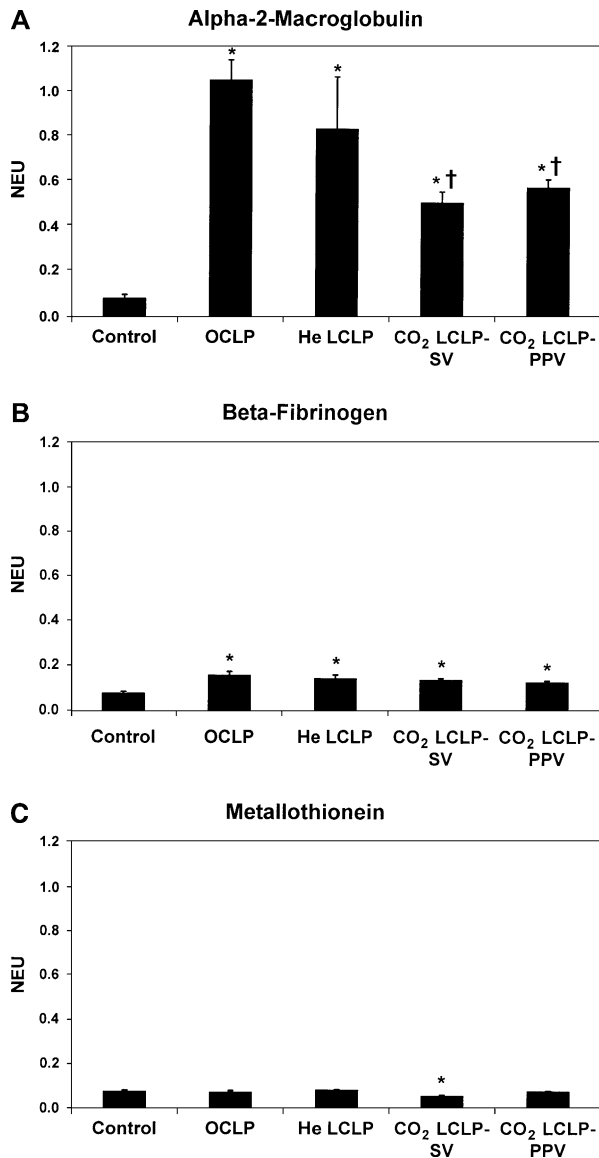 A
Alpha-2-Macroglobulin
1.2
1.0
0.8
0.6
0.4
0.2
0.0
NEU
*
*
*†
*†
Control OCLP He LCLP CO2 LCLP- CO2 LCLP-
SV PPV
B
Beta-Fibrinogen
1.2
1.0
0.8
0.6
0.4
0.2
0.0
NEU
* * * *
Control OCLP He LCLP CO2 LCLP- CO2 LCLP-
SV PPV
C
Metallothionein
1.2
1.0
0.8
0.6
0.4
0.2
0.0
NEU
*
Control OCLP He LCLP CO2 LCLP- CO2 LCLP-
SV PPV